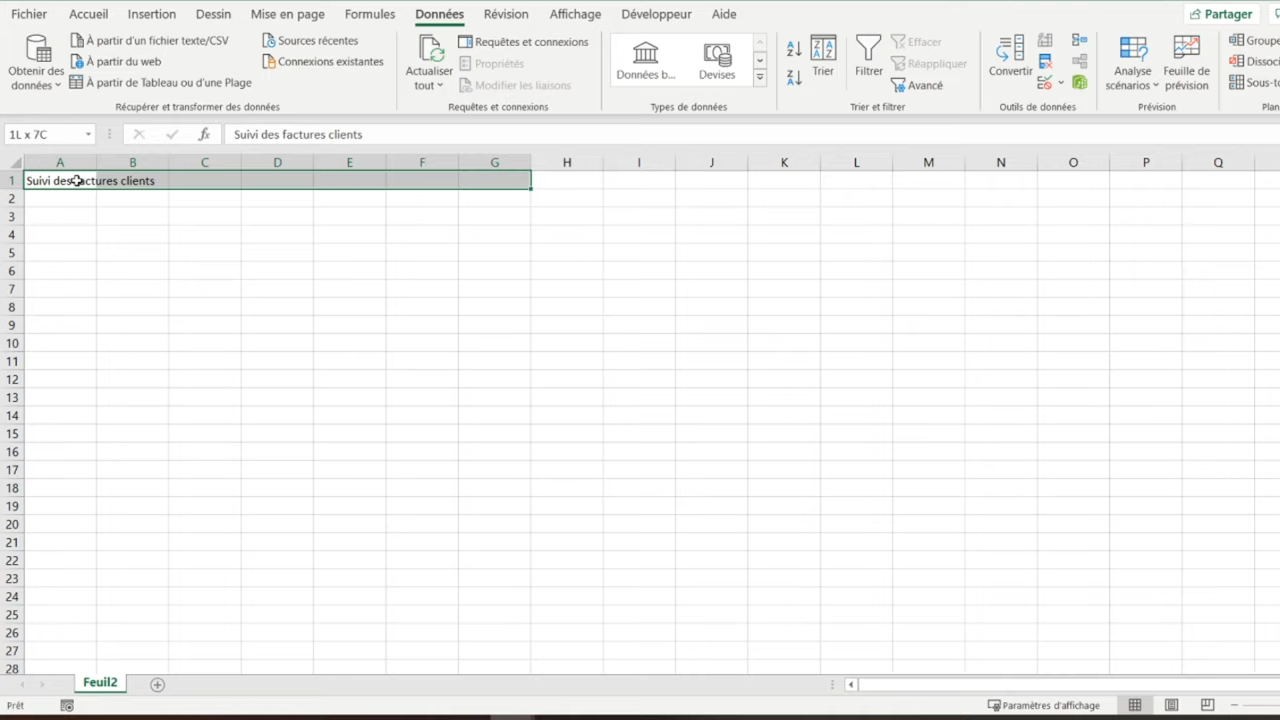 Fichier Accueil Insertion Dessin Mise en page Formules Données Révision Affichage Développeur Aide Partager
Obtenir des données
À partir d'un fichier texte/CSV
À partir du web
À partir de Tableau ou d'une Plage
Sources récentes
Connexions existantes
Récupérer et transformer des données
Actualiser tout
Requêtes et connexions
Propriétés
Modifier les liaisons
Requêtes et connexions
Données b...
Devises
Types de données
Trier
Filtrer
Effacer
Réappliquer
Avancé
Trier et filtrer
Convertir
Outils de données
Analyse scénarios
Feuille de prévision
Prévision
Groupe
Dissoci
Sous-to
Plan
1L x 7C
fx
Suivi des factures clients
A B C D E F G H I J K L M N O P Q
1 Suivi des factures clients
2
3
4
5
6
7
8
9
10
11
12
13
14
15
16
17
18
19
20
21
22
23
24
25
26
27
28
Feuil2
Prêt
Paramètres d'affichage